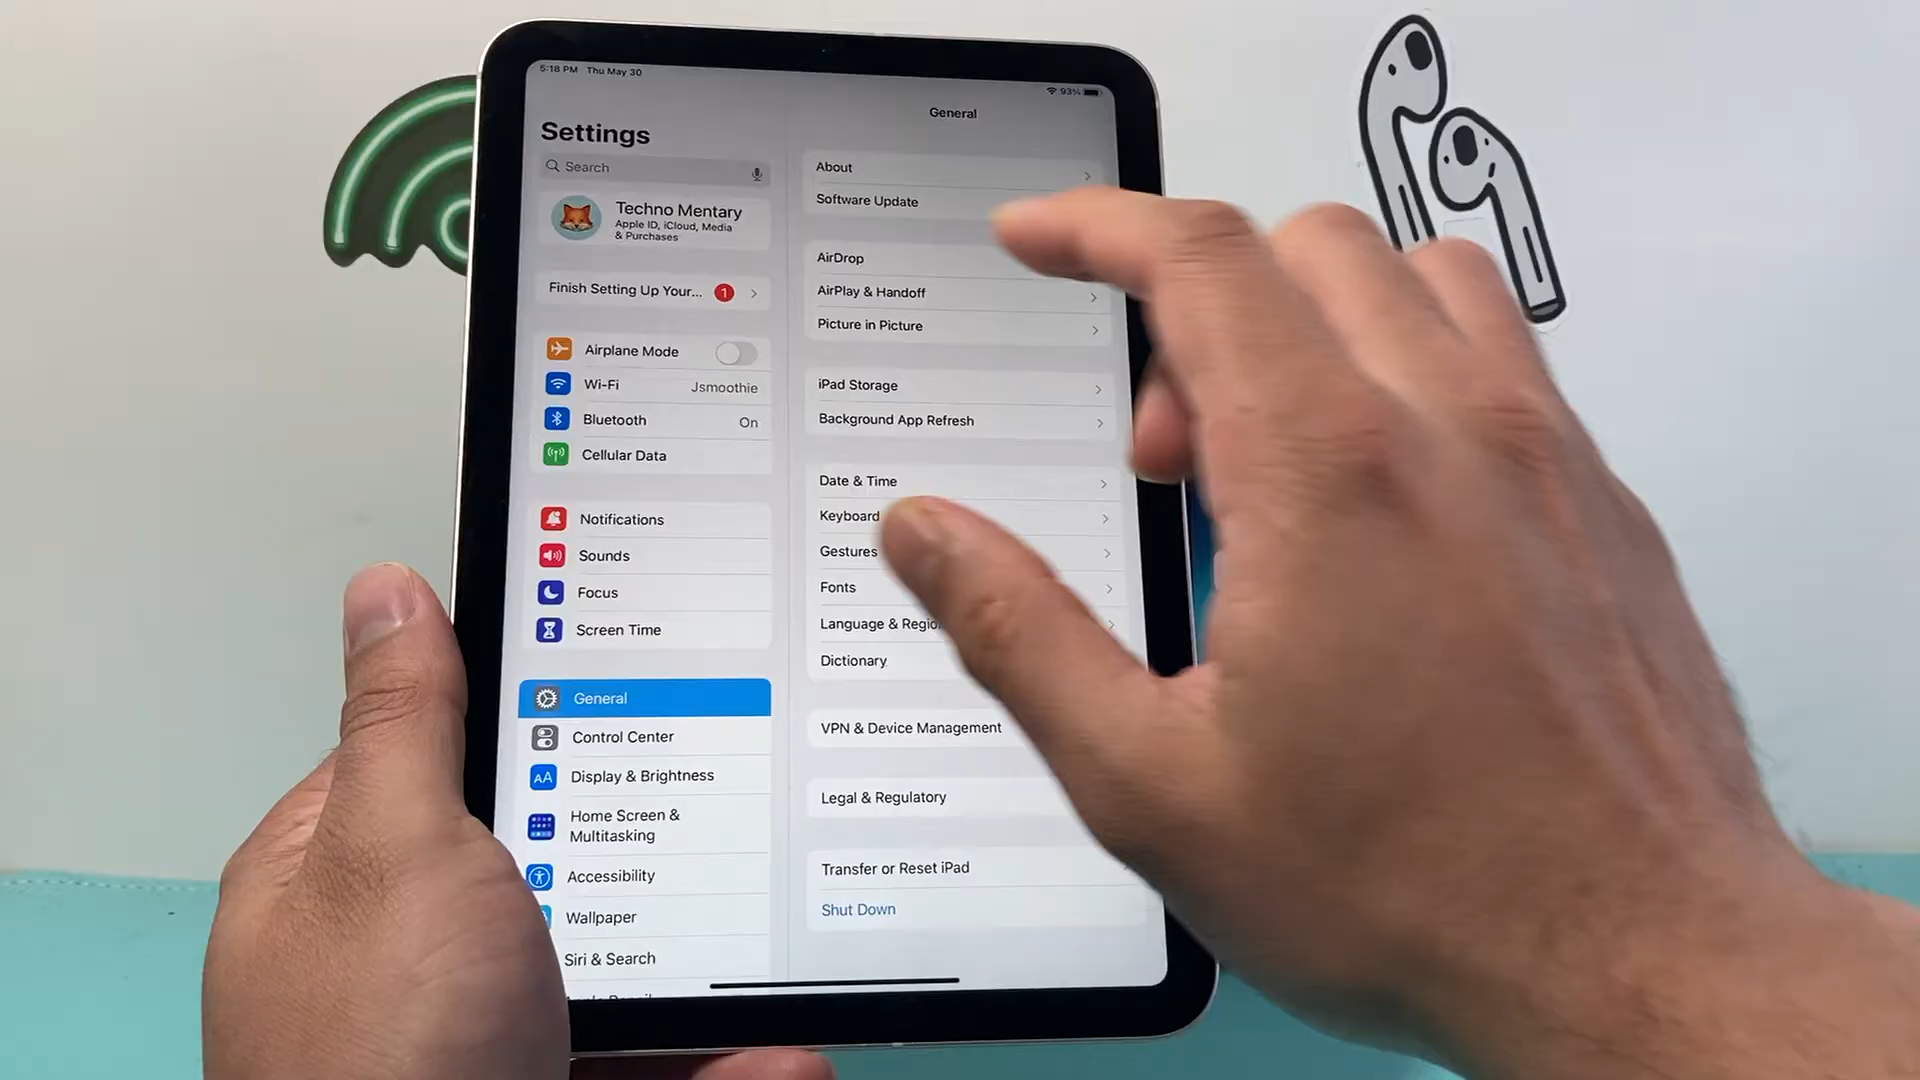 5:18 PM Thu May 30
93%
Settings
Search
Techno Mentary
Apple ID, iCloud, Media
& Purchases
Finish Setting Up Your... 1
Airplane Mode
Wi-Fi Jsmoothie
Bluetooth On
Cellular Data
Notifications
Sounds
Focus
Screen Time
General
Control Center
AA Display & Brightness
Home Screen &
Multitasking
Accessibility
Wallpaper
Siri & Search
General
About
Software Update
AirDrop
AirPlay & Handoff
Picture in Picture
iPad Storage
Background App Refresh
Date & Time
Keyboard
Gestures
Fonts
Language & Regio
Dictionary
VPN & Device Management
Legal & Regulatory
Transfer or Reset iPad
Shut Down